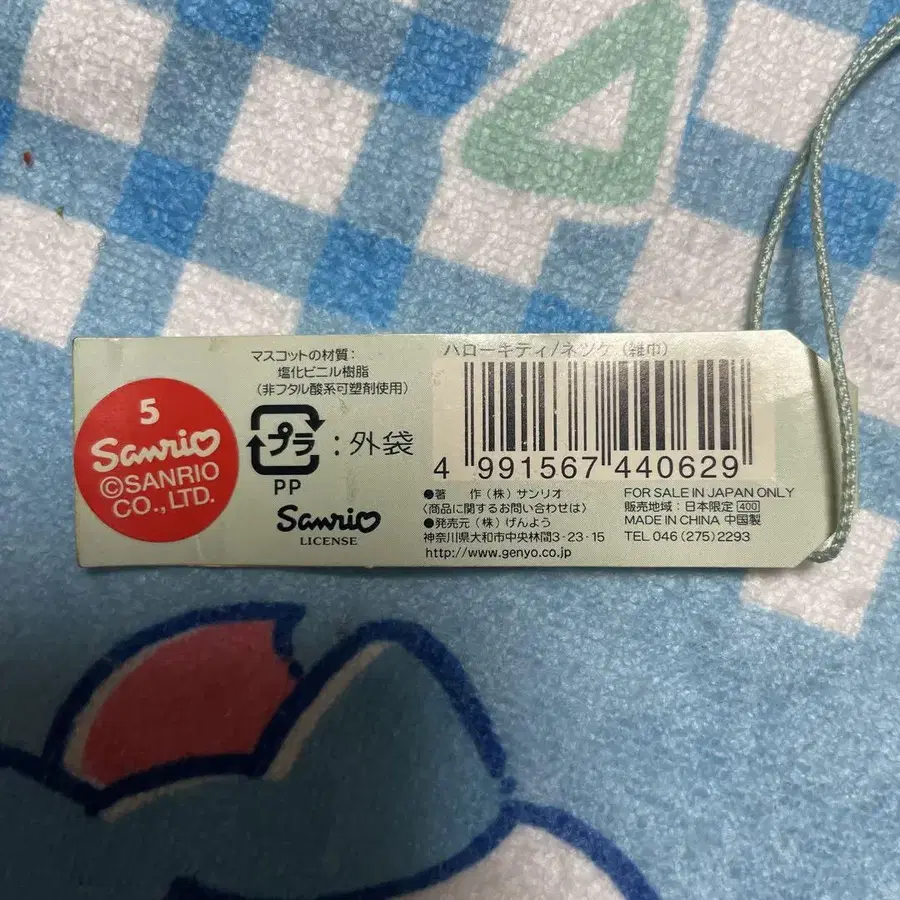 5
Sanrio
©SANRIO
CO.,LTD.
マスコットの材質:
塩化ビニル樹脂
(非フタル酸系可塑剤使用)
プラ :外袋
PP
Sanrio
LICENSE
ハローキティ/ネツケ (雑巾)
4 991567 440629
●著 作 (株) サンリオ
〈商品に関するお問い合わせは〉
●発売元 (株) げんよう
神奈川県大和市中央林間3-23-15
http://www.genyo.co.jp
FOR SALE IN JAPAN ONLY
販売地域: 日本限定 400
MADE IN CHINA 中国製
TEL 046 (275) 2293